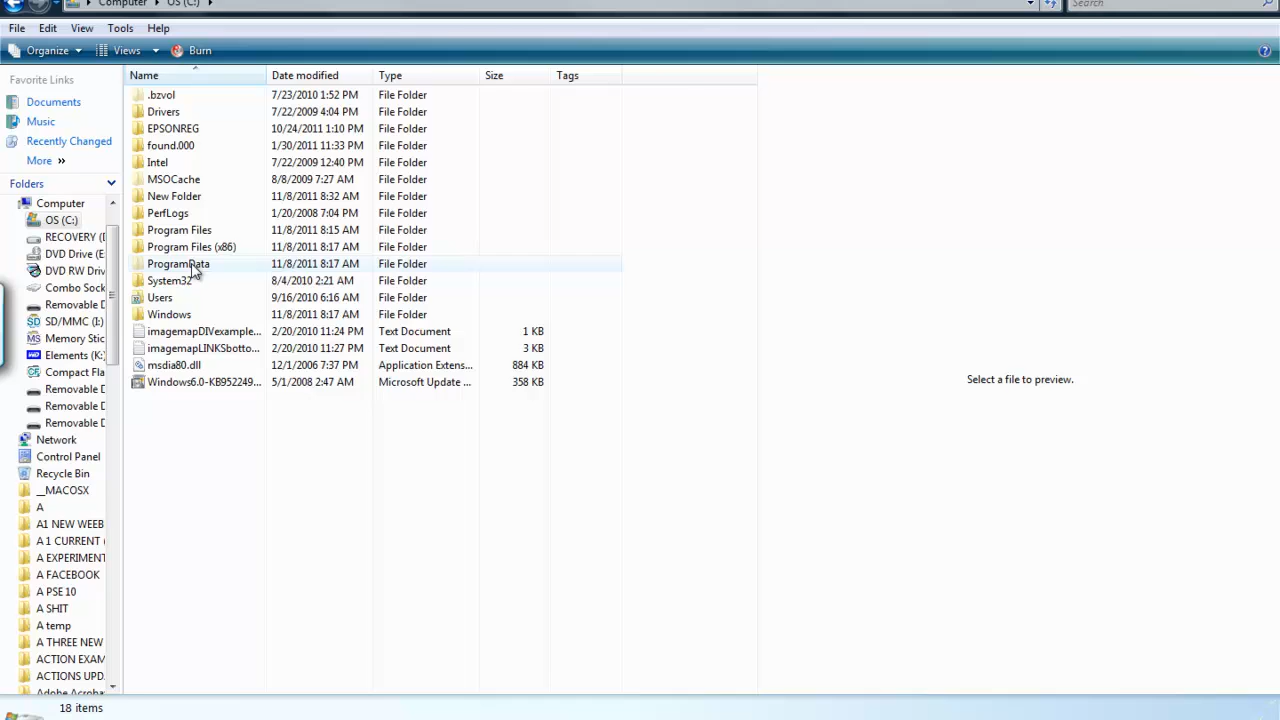 Computer ▸ OS (C:) ▸ Search
File Edit View Tools Help
Organize Views Burn
Favorite Links
Documents
Music
Recently Changed
More »
Folders
Computer
OS (C:)
RECOVERY (D
DVD Drive (E
DVD RW Driv
Combo Sock
Removable D
SD/MMC (I:)
Memory Stic
Elements (K:
Compact Fla
Removable D
Removable D
Removable D
Network
Control Panel
Recycle Bin
__MACOSX
A
A1 NEW WEEB
A 1 CURRENT (
A EXPERIMENT
A FACEBOOK
A PSE 10
A SHIT
A temp
A THREE NEW
ACTION EXAM
ACTIONS UPD.
Adobe Acroba
Name Date modified Type Size Tags
.bzvol 7/23/2010 1:52 PM File Folder
Drivers 7/22/2009 4:04 PM File Folder
EPSONREG 10/24/2011 1:10 PM File Folder
found.000 1/30/2011 11:33 PM File Folder
Intel 7/22/2009 12:40 PM File Folder
MSOCache 8/8/2009 7:27 AM File Folder
New Folder 11/8/2011 8:32 AM File Folder
PerfLogs 1/20/2008 7:04 PM File Folder
Program Files 11/8/2011 8:15 AM File Folder
Program Files (x86) 11/8/2011 8:17 AM File Folder
ProgramData 11/8/2011 8:17 AM File Folder
System32 8/4/2010 2:21 AM File Folder
Users 9/16/2010 6:16 AM File Folder
Windows 11/8/2011 8:17 AM File Folder
imagemapDIVexample... 2/20/2010 11:24 PM Text Document 1 KB
imagemapLINKSbotto... 2/20/2010 11:27 PM Text Document 3 KB
msdia80.dll 12/1/2006 7:37 PM Application Extens... 884 KB
Windows6.0-KB952249... 5/1/2008 2:47 AM Microsoft Update ... 358 KB
Select a file to preview.
18 items